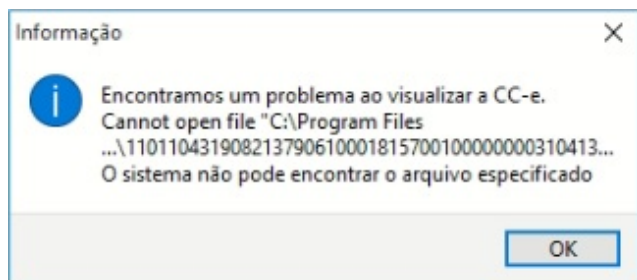 Informação
Encontramos um problema ao visualizar a CC-e.
Cannot open file "C:\Program Files
...\1101104319082137906100018157001000000000310413...
O sistema não pode encontrar o arquivo especificado
OK